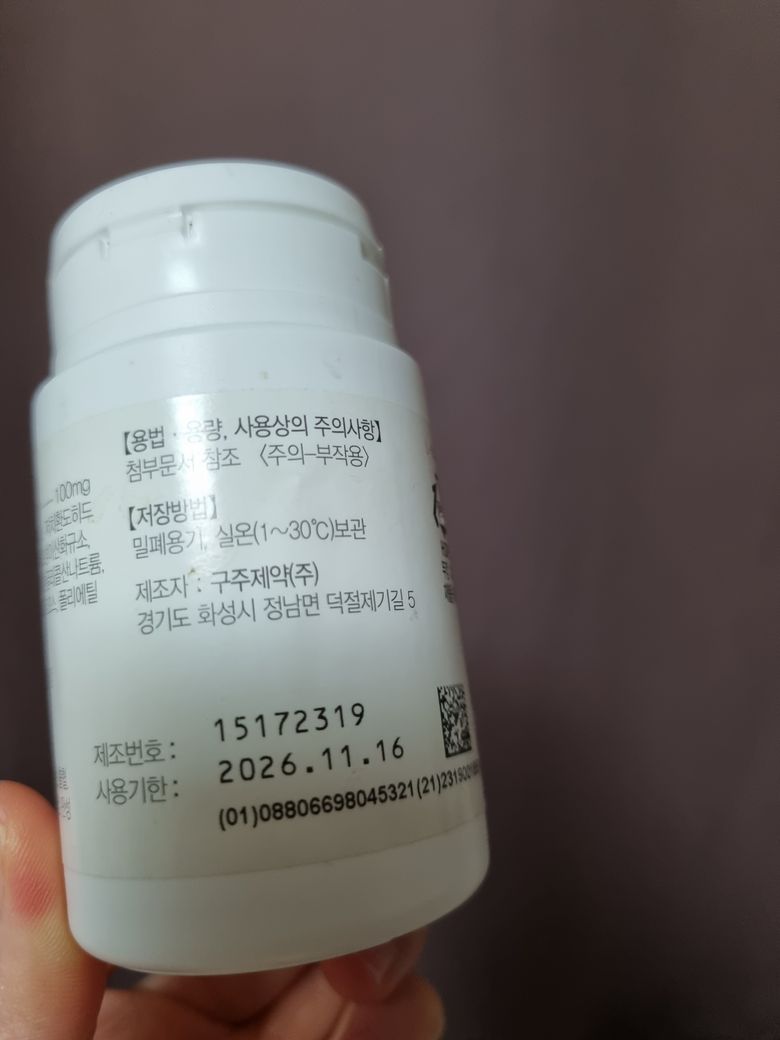 100mg
【용법·용량, 사용상의 주의사항】
첨부문서 참조 〈주의-부작용〉
【저장방법】
밀폐용기, 실온(1~30℃)보관
제조자 : 구주제약(주)
경기도 화성시 정남면 덕절제기길 5
제조번호 : 15172319
사용기한 : 2026.11.16
(01)08806698045321(21)2319001